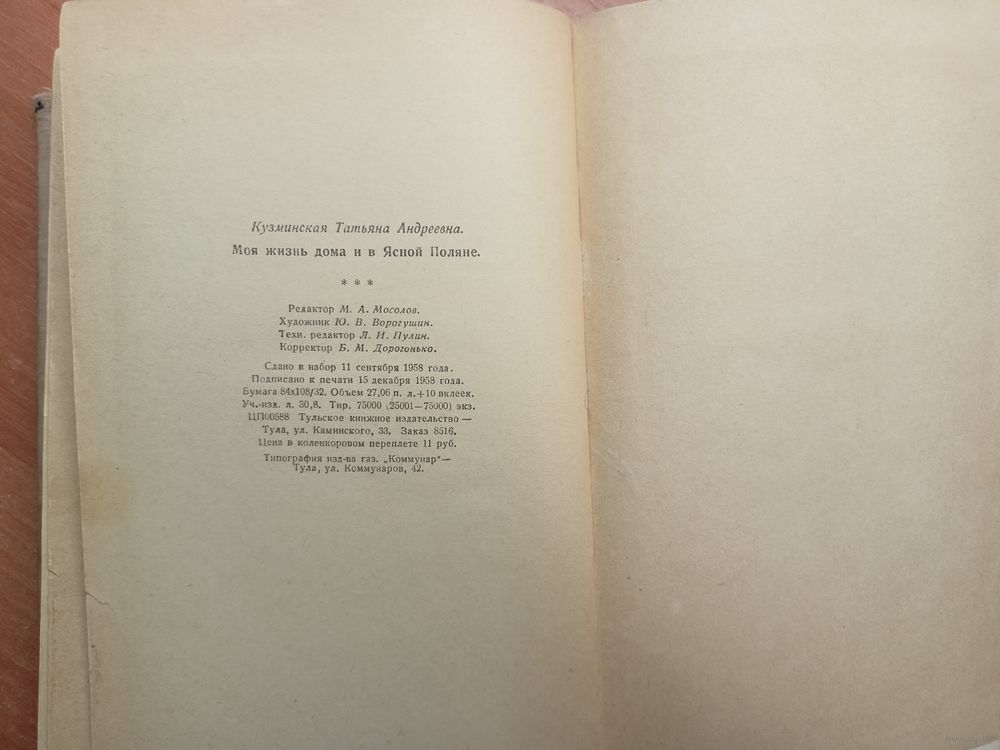 Кузминская Татьяна Андреевна.
Моя жизнь дома и в Ясной Поляне.
* * *
Редактор М. А. Мосолов.
Художник Ю. В. Ворогушин.
Техн. редактор Л. И. Пулин.
Корректор Б. М. Дорогонько.
Сдано в набор 11 сентября 1958 года.
Подписано к печати 15 декабря 1958 года.
Бумага 84х108/32. Объем 27,06 п. л.+10 вклеек.
Уч.-изд. л. 30,8. Тир. 75000 (25001—75000) экз.
ЦП00588 Тульское книжное издательство —
Тула, ул. Каминского, 33. Заказ 8516.
Цена в коленкоровом переплете 11 руб.
Типография изд-ва газ. „Коммунар“—
Тула, ул. Коммунаров, 42.